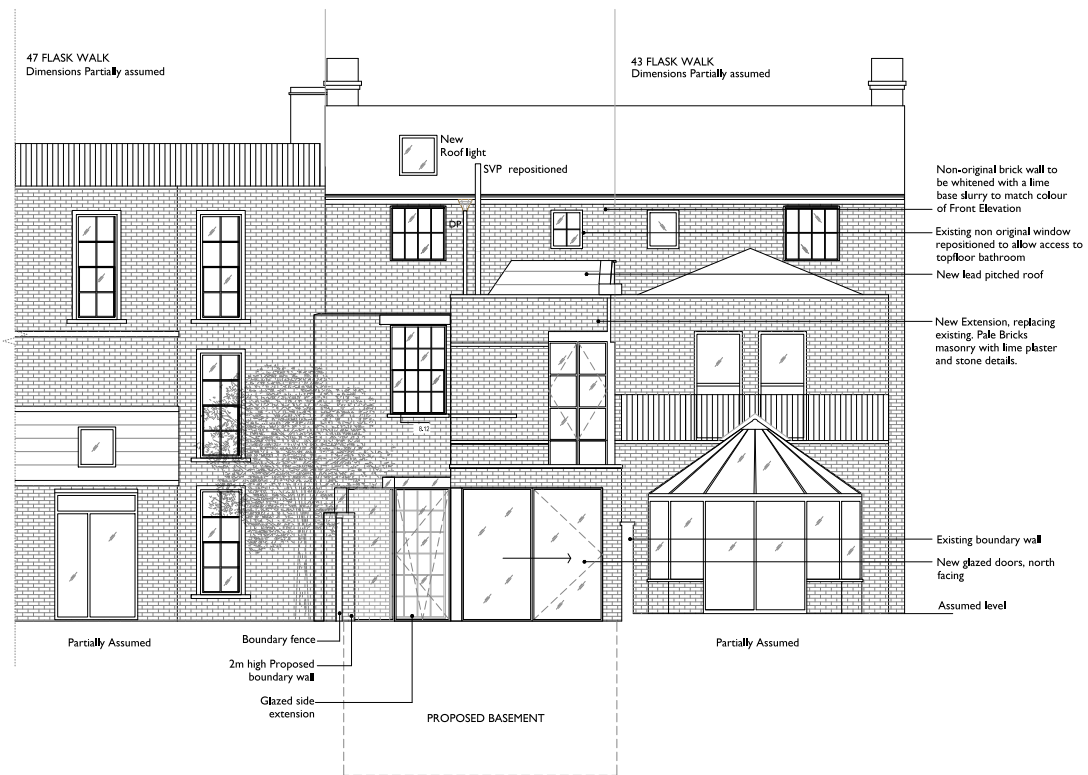 47 FLASK WALK
Dimensions Partially assumed
43 FLASK WALK
Dimensions Partially assumed
New
Roof light
SVP repositioned
DP
Non-original brick wall to
be whitened with a lime
base slurry to match colour
of Front Elevation
Existing non original window
repositioned to allow access to
topfloor bathroom
New lead pitched roof
New Extension, replacing
existing. Pale Bricks
masonry with lime plaster
and stone details.
8.12
Existing boundary wall
New glazed doors, north
facing
Assumed level
Partially Assumed
Partially Assumed
Boundary fence
2m high Proposed
boundary wall
Glazed side
extension
PROPOSED BASEMENT